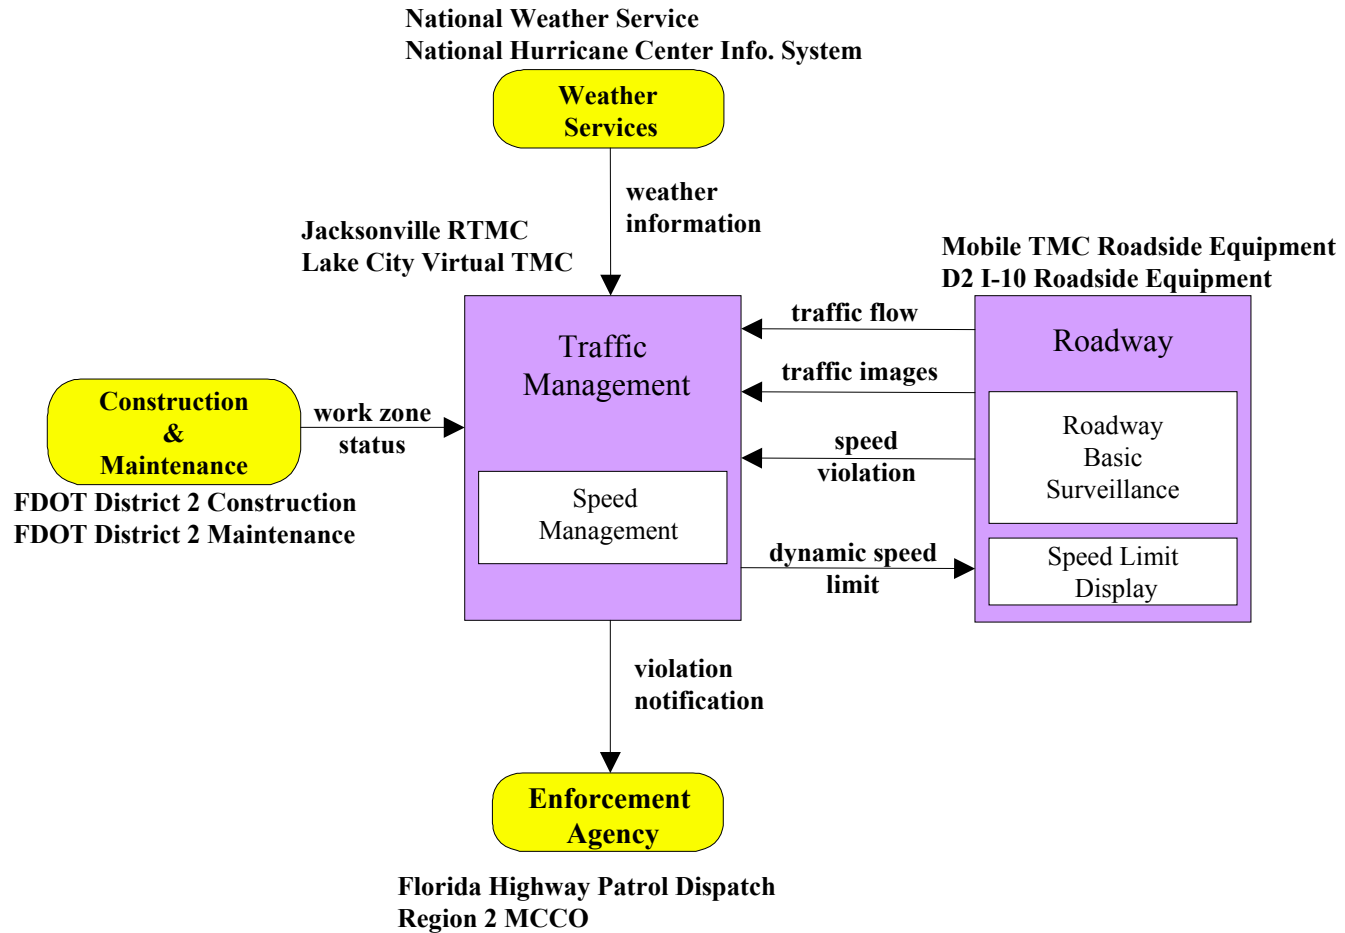 National Weather Service
National Hurricane Center Info. System
Weather
Services
weather
information
Jacksonville RTMC
Lake City Virtual TMC
Mobile TMC Roadside Equipment
D2 I-10 Roadside Equipment
Traffic
Management
Speed
Management
traffic flow
traffic images
speed
violation
dynamic speed
limit
Roadway
Roadway
Basic
Surveillance
Speed Limit
Display
Construction
&
Maintenance
work zone
status
FDOT District 2 Construction
FDOT District 2 Maintenance
violation
notification
Enforcement
Agency
Florida Highway Patrol Dispatch
Region 2 MCCO